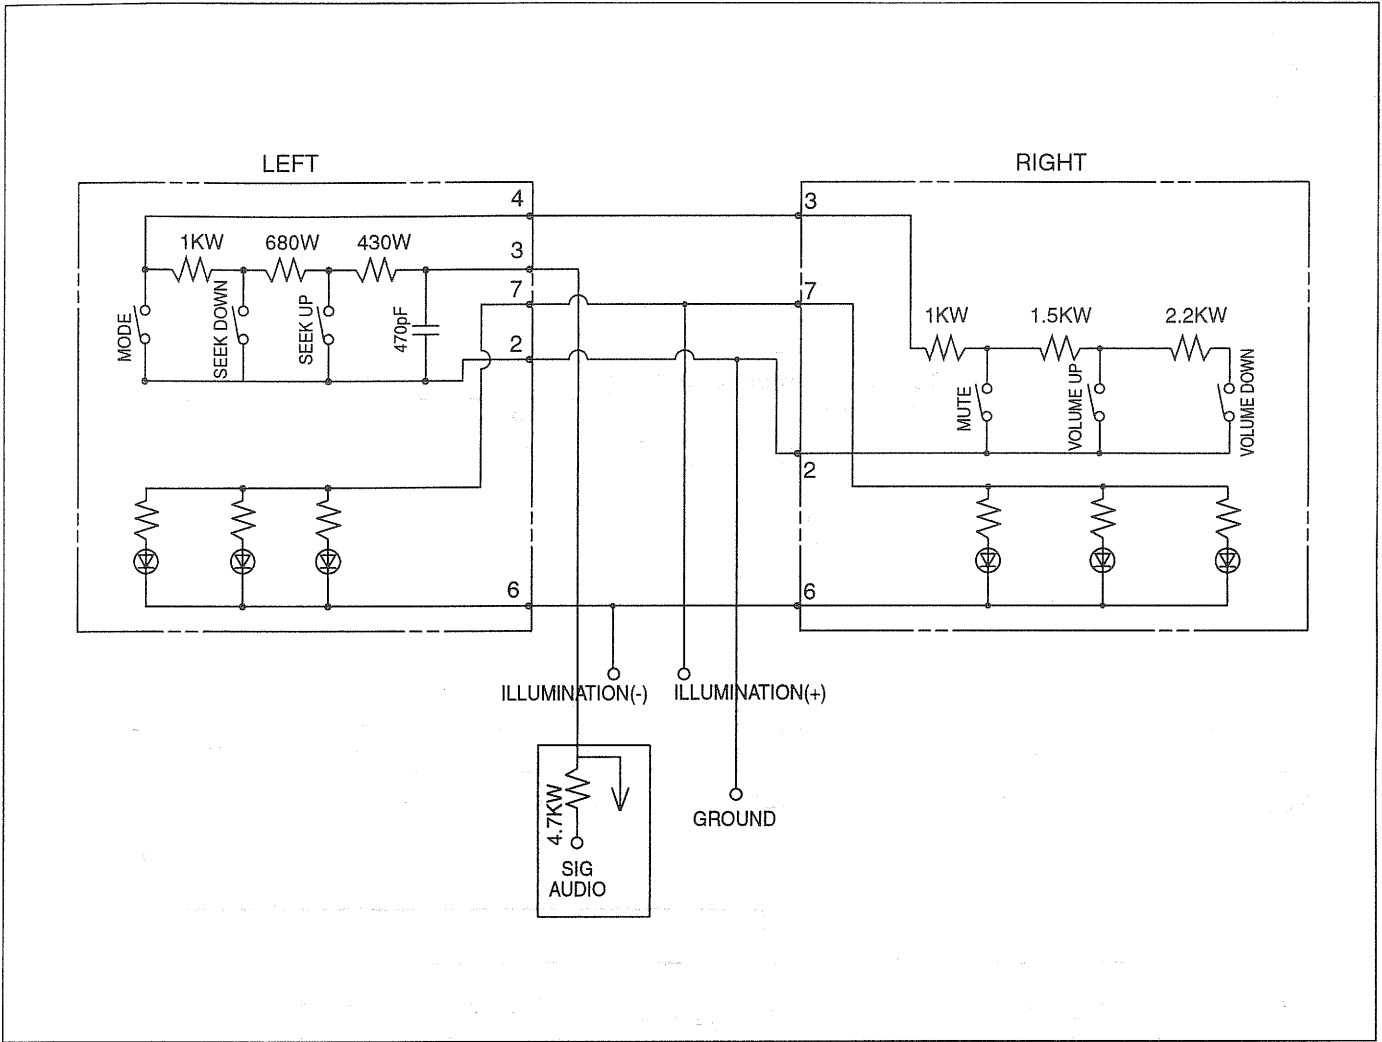 LEFT
RIGHT
4
3
1KW
680W
430W
3
7
7
MODE
SEEK DOWN
SEEK UP
470pF
2
1KW
1.5KW
2.2KW
MUTE
VOLUME UP
VOLUME DOWN
2
6
6
ILLUMINATION(-)
ILLUMINATION(+)
4.7KW
SIG
AUDIO
GROUND